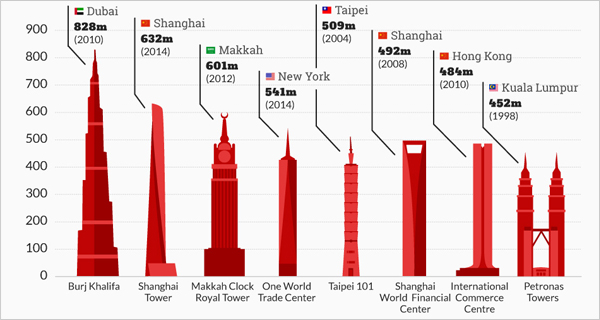 Dubai
828m
(2010)
Shanghai
632m
(2014)
Makkah
601m
(2012)
New York
541m
(2014)
Taipei
509m
(2004)
Shanghai
492m
(2008)
Hong Kong
484m
(2010)
Kuala Lumpur
452m
(1998)
900
800
700
600
500
400
300
200
100
0
Burj Khalifa
Shanghai
Tower
Makkah Clock
Royal Tower
One World
Trade Center
Taipei 101
Shanghai
World Financial
Center
International
Commerce
Centre
Petronas
Towers